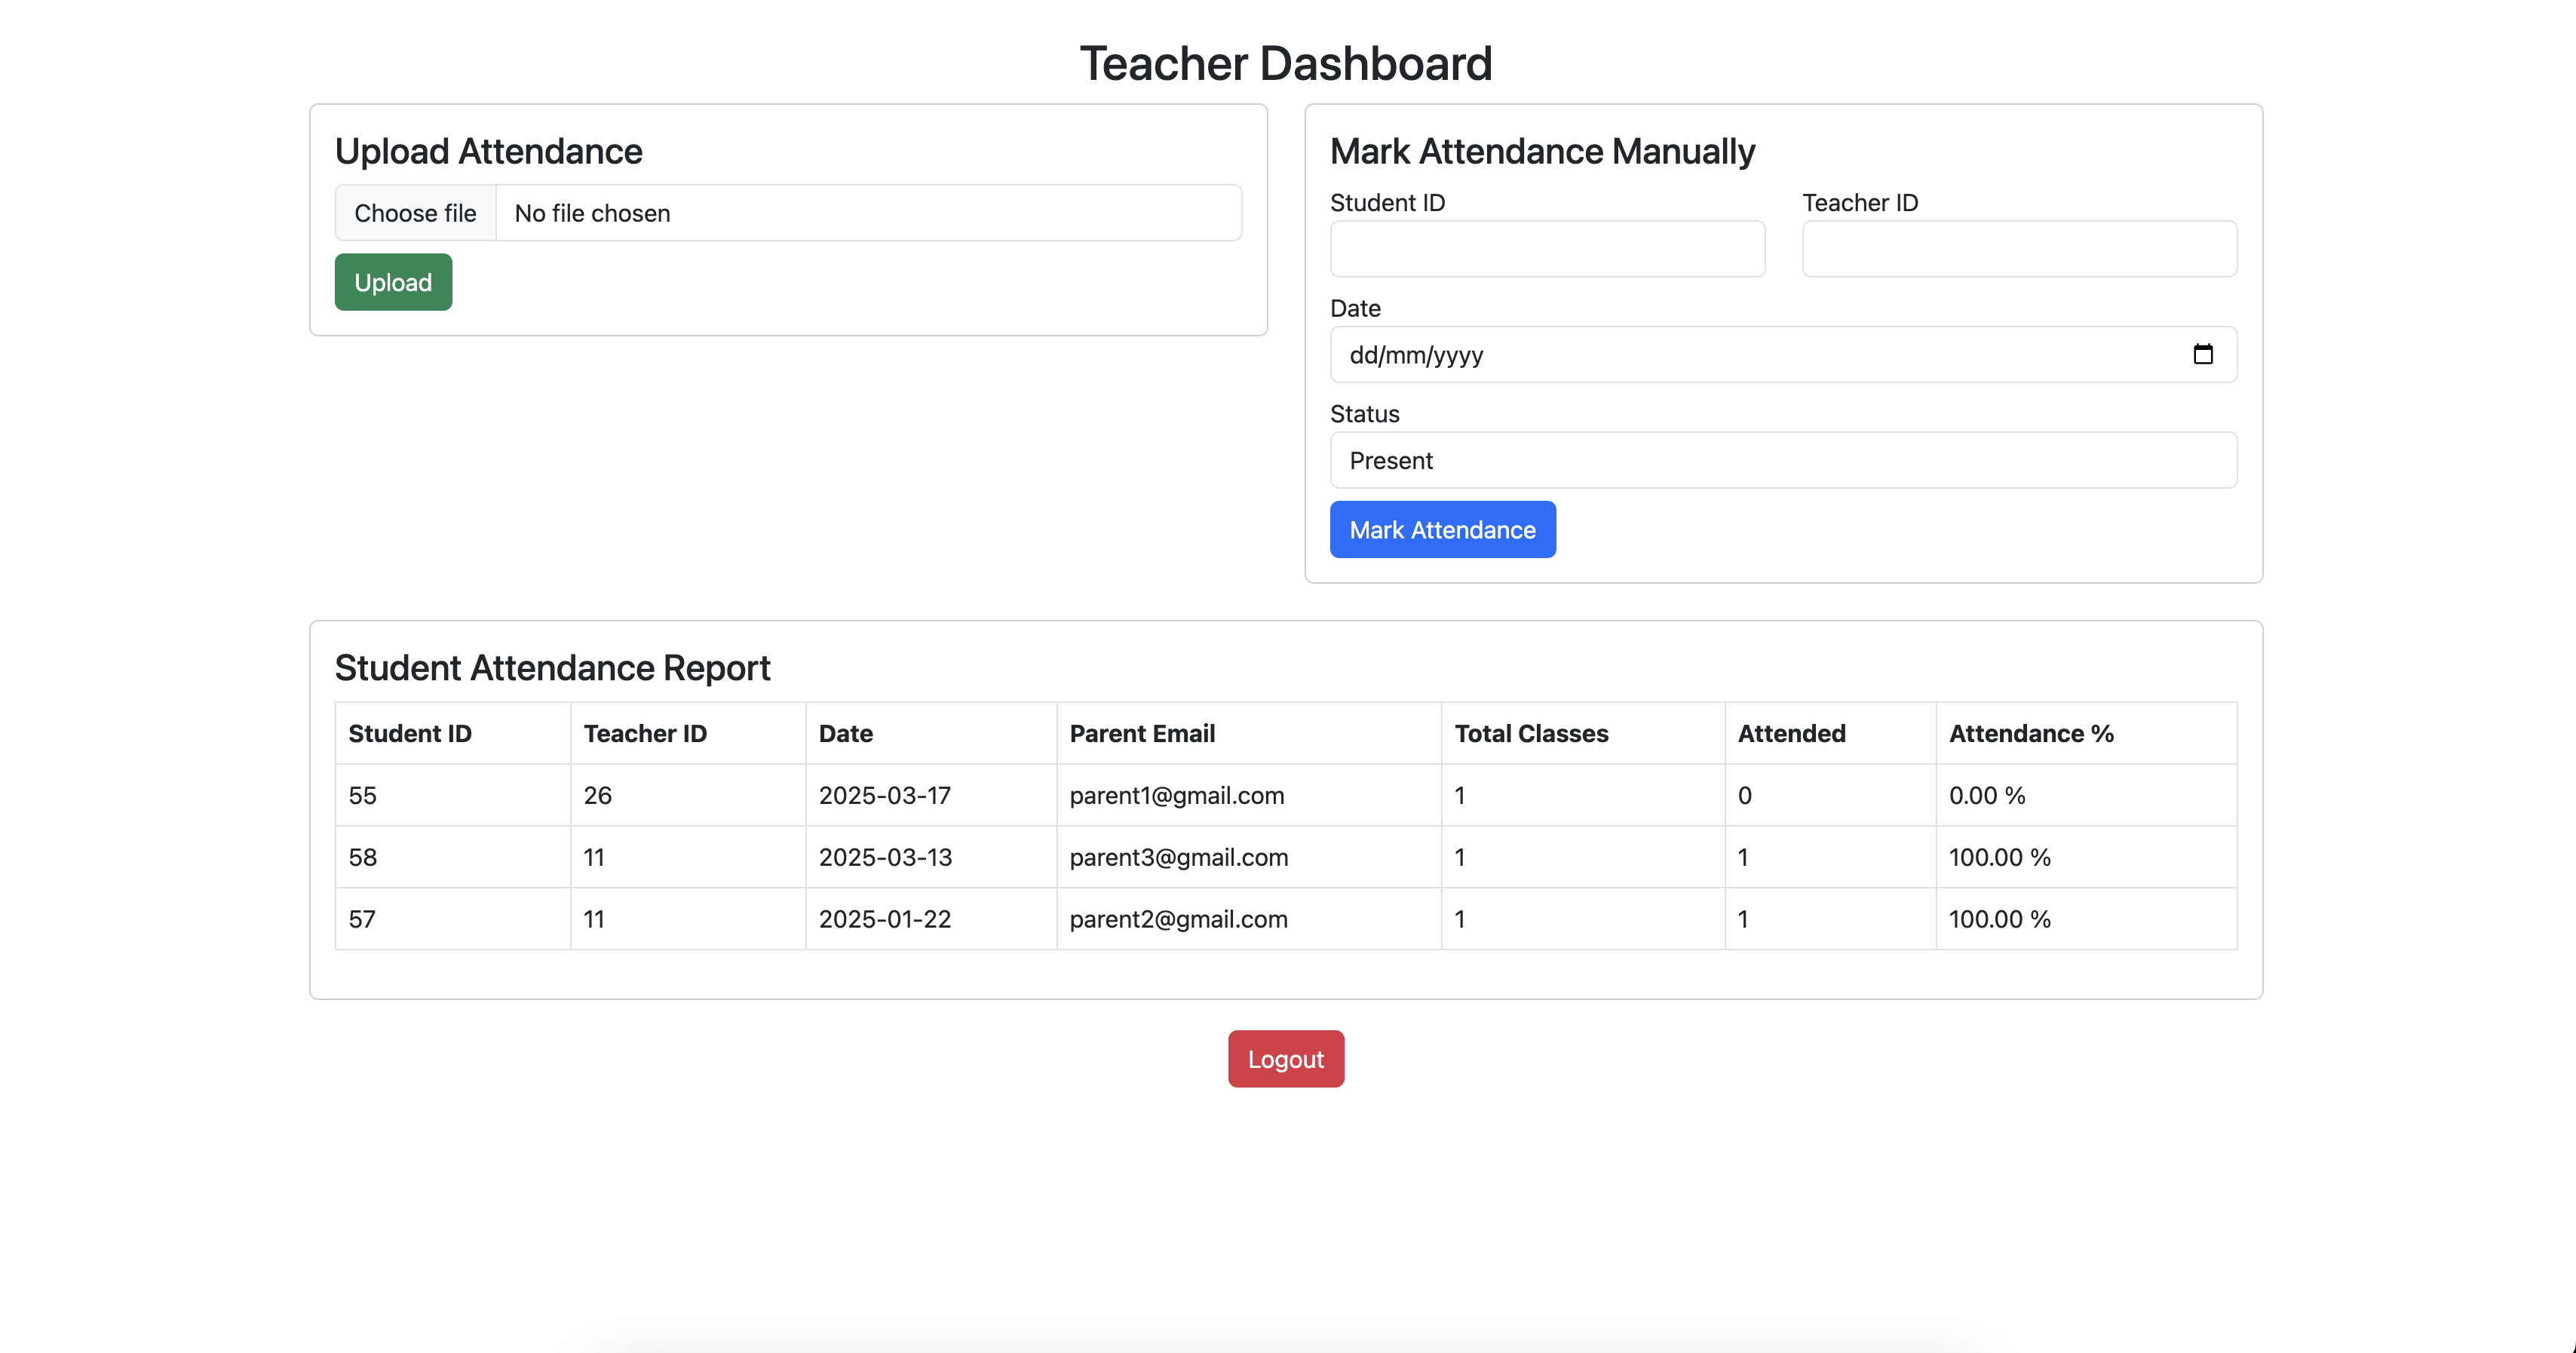 Teacher Dashboard
Upload Attendance
Choose file No file chosen
Upload
Mark Attendance Manually
Student ID Teacher ID
Date
dd/mm/yyyy
Status
Present
Mark Attendance
Student Attendance Report
Student ID Teacher ID Date Parent Email Total Classes Attended Attendance %
55 26 2025-03-17 parent1@gmail.com 1 0 0.00 %
58 11 2025-03-13 parent3@gmail.com 1 1 100.00 %
57 11 2025-01-22 parent2@gmail.com 1 1 100.00 %
Logout